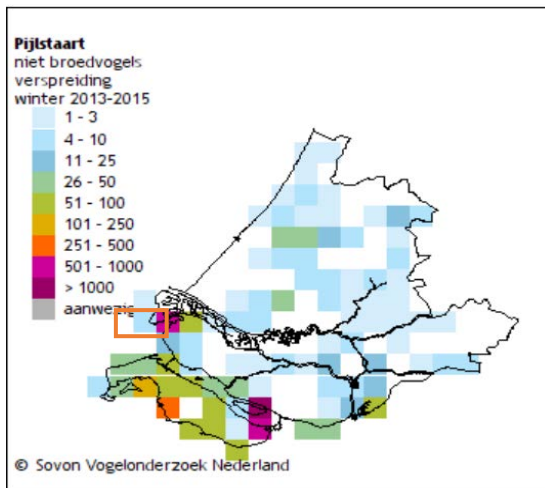 Pijlstaart
niet broedvogels
verspreiding
winter 2013-2015
1 - 3
4 - 10
11 - 25
26 - 50
51 - 100
101 - 250
251 - 500
501 - 1000
> 1000
aanwezig
© Sovon Vogelonderzoek Nederland